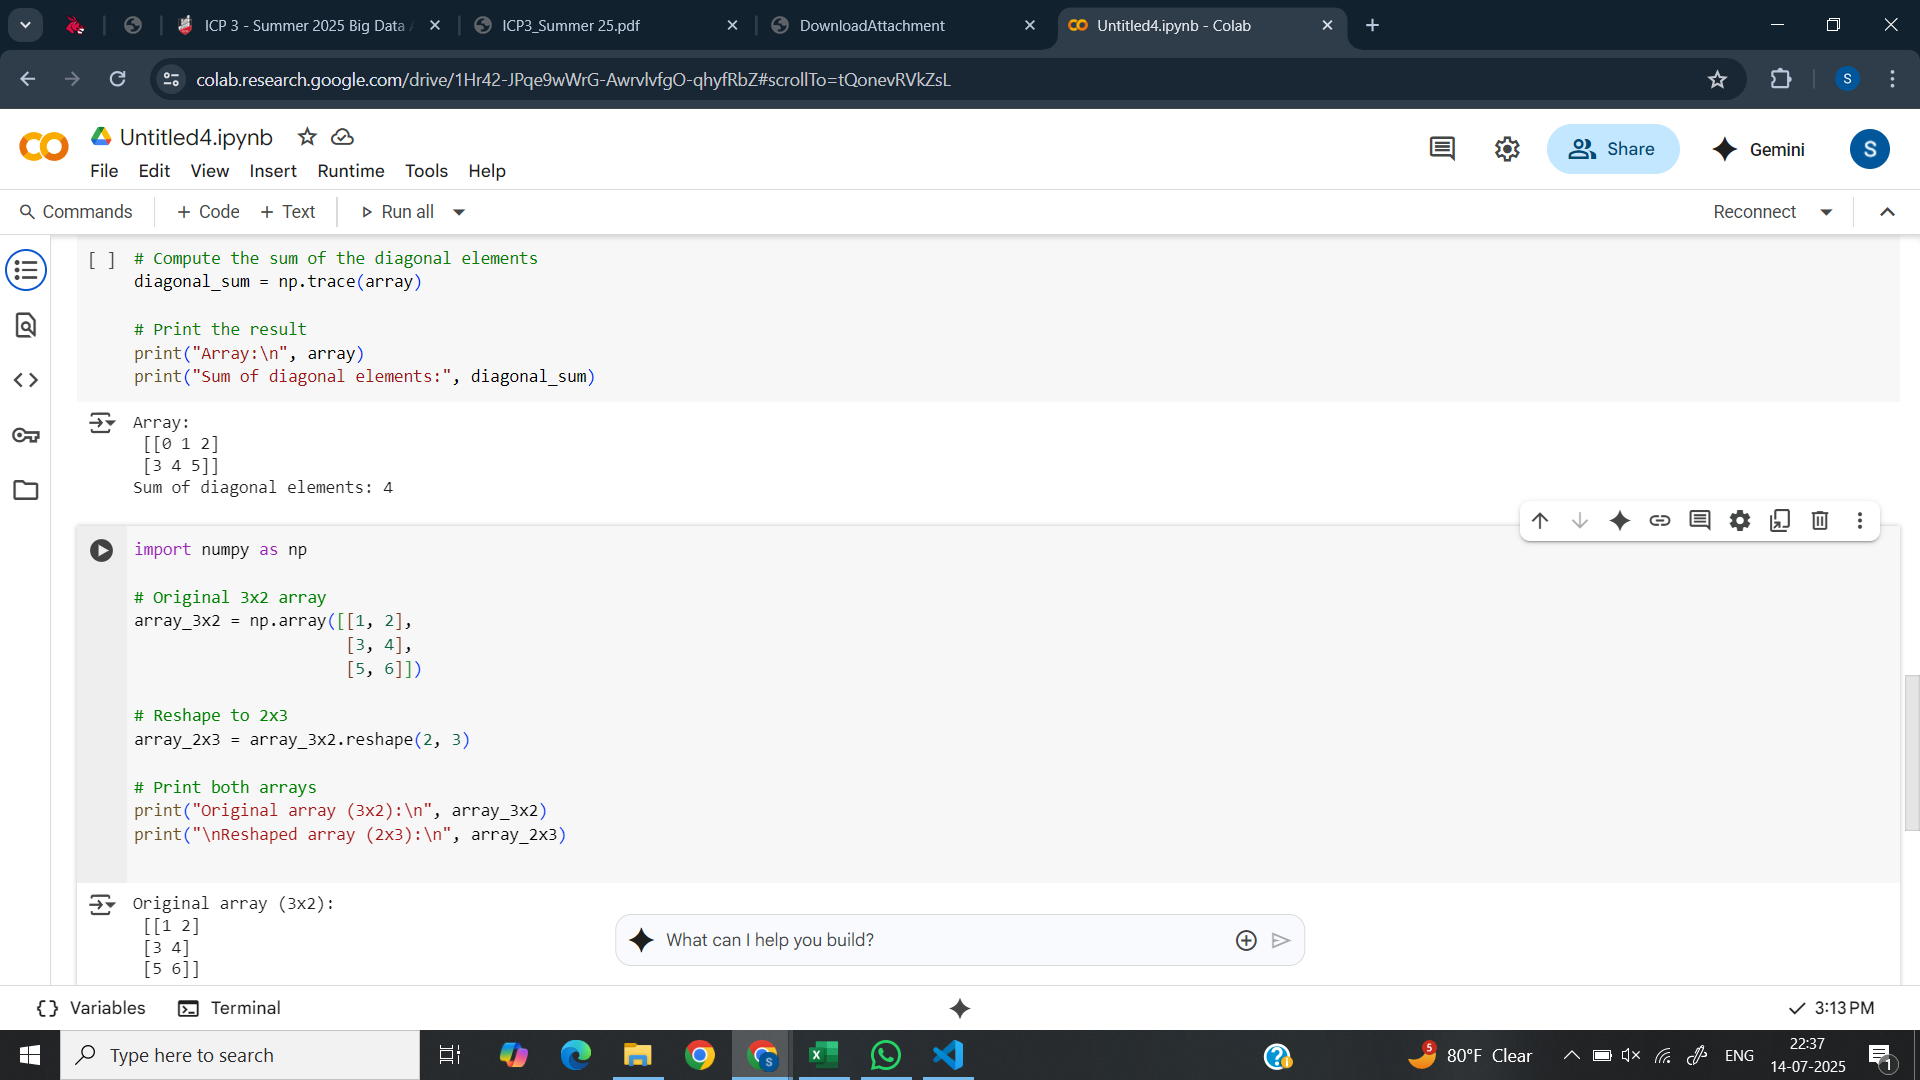 ICP 3 - Summer 2025 Big Data
ICP3_Summer 25.pdf
DownloadAttachment
Untitled4.ipynb - Colab
colab.research.google.com/drive/1Hr42-JPqe9wWrG-AwrvlvfgO-qhyfRbZ#scrollTo=tQonevRVkZsL
S
CO
Untitled4.ipynb
File Edit View Insert Runtime Tools Help
Share
Gemini
S
Commands
+ Code
+ Text
Run all
Reconnect
[ ]
# Compute the sum of the diagonal elements
diagonal_sum = np.trace(array)
# Print the result
print("Array:\n", array)
print("Sum of diagonal elements:", diagonal_sum)
Array:
[[0 1 2]
[3 4 5]]
Sum of diagonal elements: 4
import numpy as np
# Original 3x2 array
array_3x2 = np.array([[1, 2],
[3, 4],
[5, 6]])
# Reshape to 2x3
array_2x3 = array_3x2.reshape(2, 3)
# Print both arrays
print("Original array (3x2):\n", array_3x2)
print("\nReshaped array (2x3):\n", array_2x3)
Original array (3x2):
[[1 2]
[3 4]
[5 6]]
What can I help you build?
Variables
Terminal
3:13 PM
Type here to search
S
5
80°F Clear
ENG
22:37
14-07-2025
1